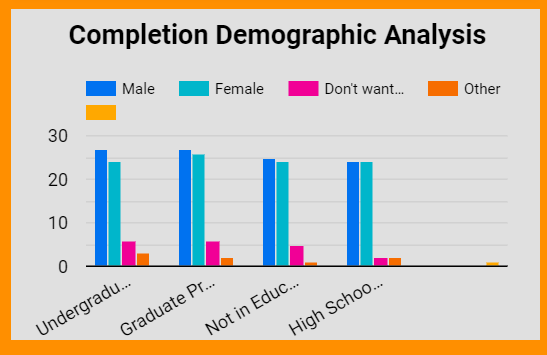 Completion Demographic Analysis
Male Female Don't want... Other
30
20
10
0
Undergradu... Graduate Pr... Not in Educ... High Schoo...